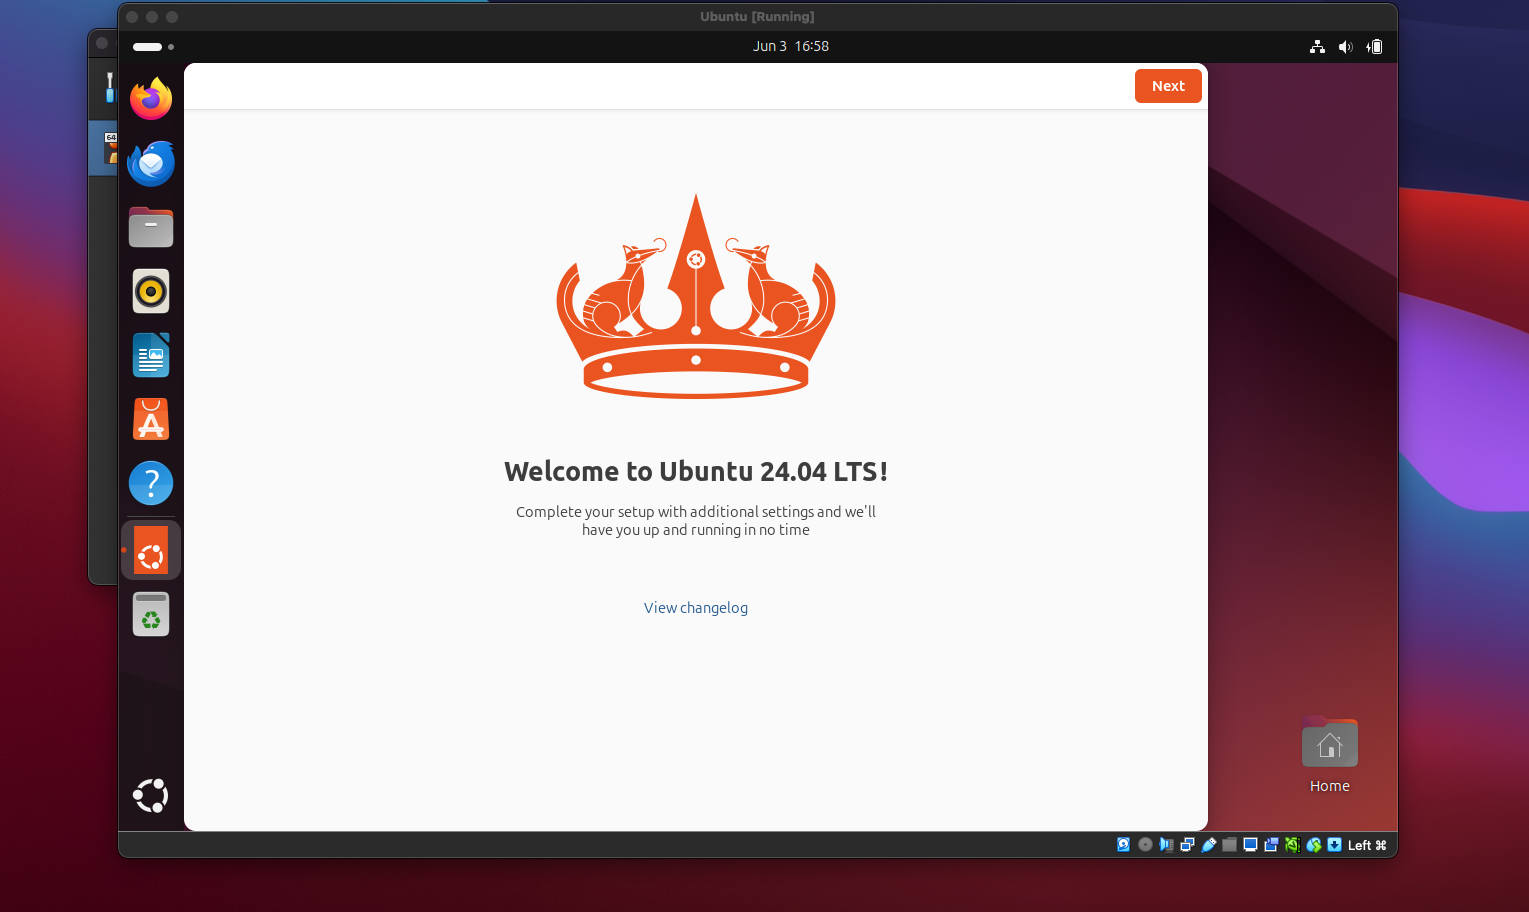 Ubuntu [Running]
Jun 3 16:58
Next
64
Welcome to Ubuntu 24.04 LTS!
Complete your setup with additional settings and we'll
have you up and running in no time
View changelog
Home
Left ⌘